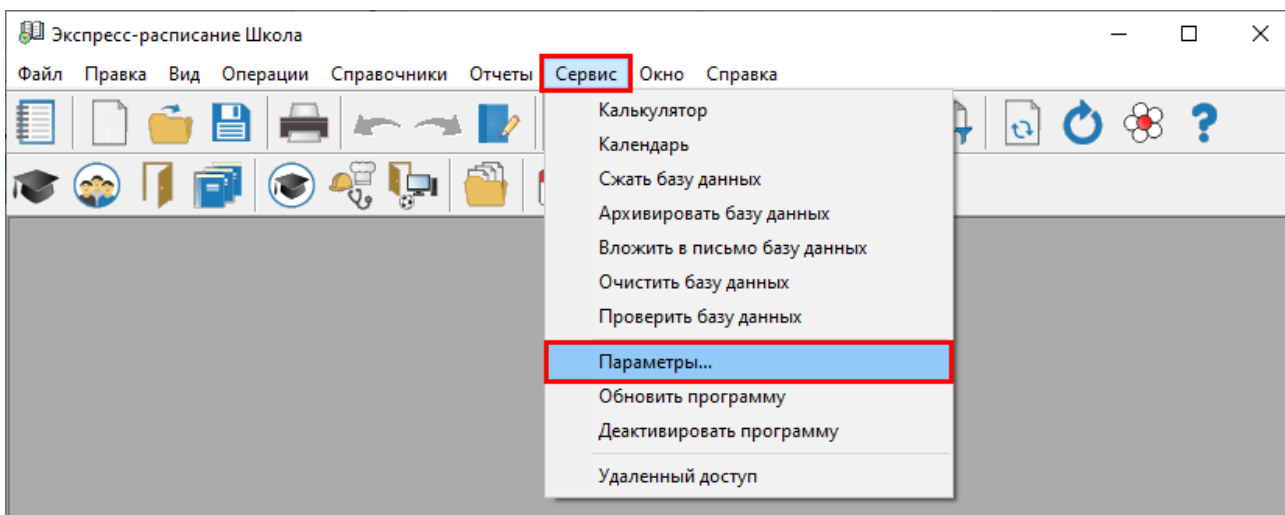 Экспресс-расписание Школа
Файл Правка Вид Операции Справочники Отчеты Сервис Окно Справка
Калькулятор
Календарь
Сжать базу данных
Архивировать базу данных
Вложить в письмо базу данных
Очистить базу данных
Проверить базу данных
Параметры...
Обновить программу
Деактивировать программу
Удаленный доступ